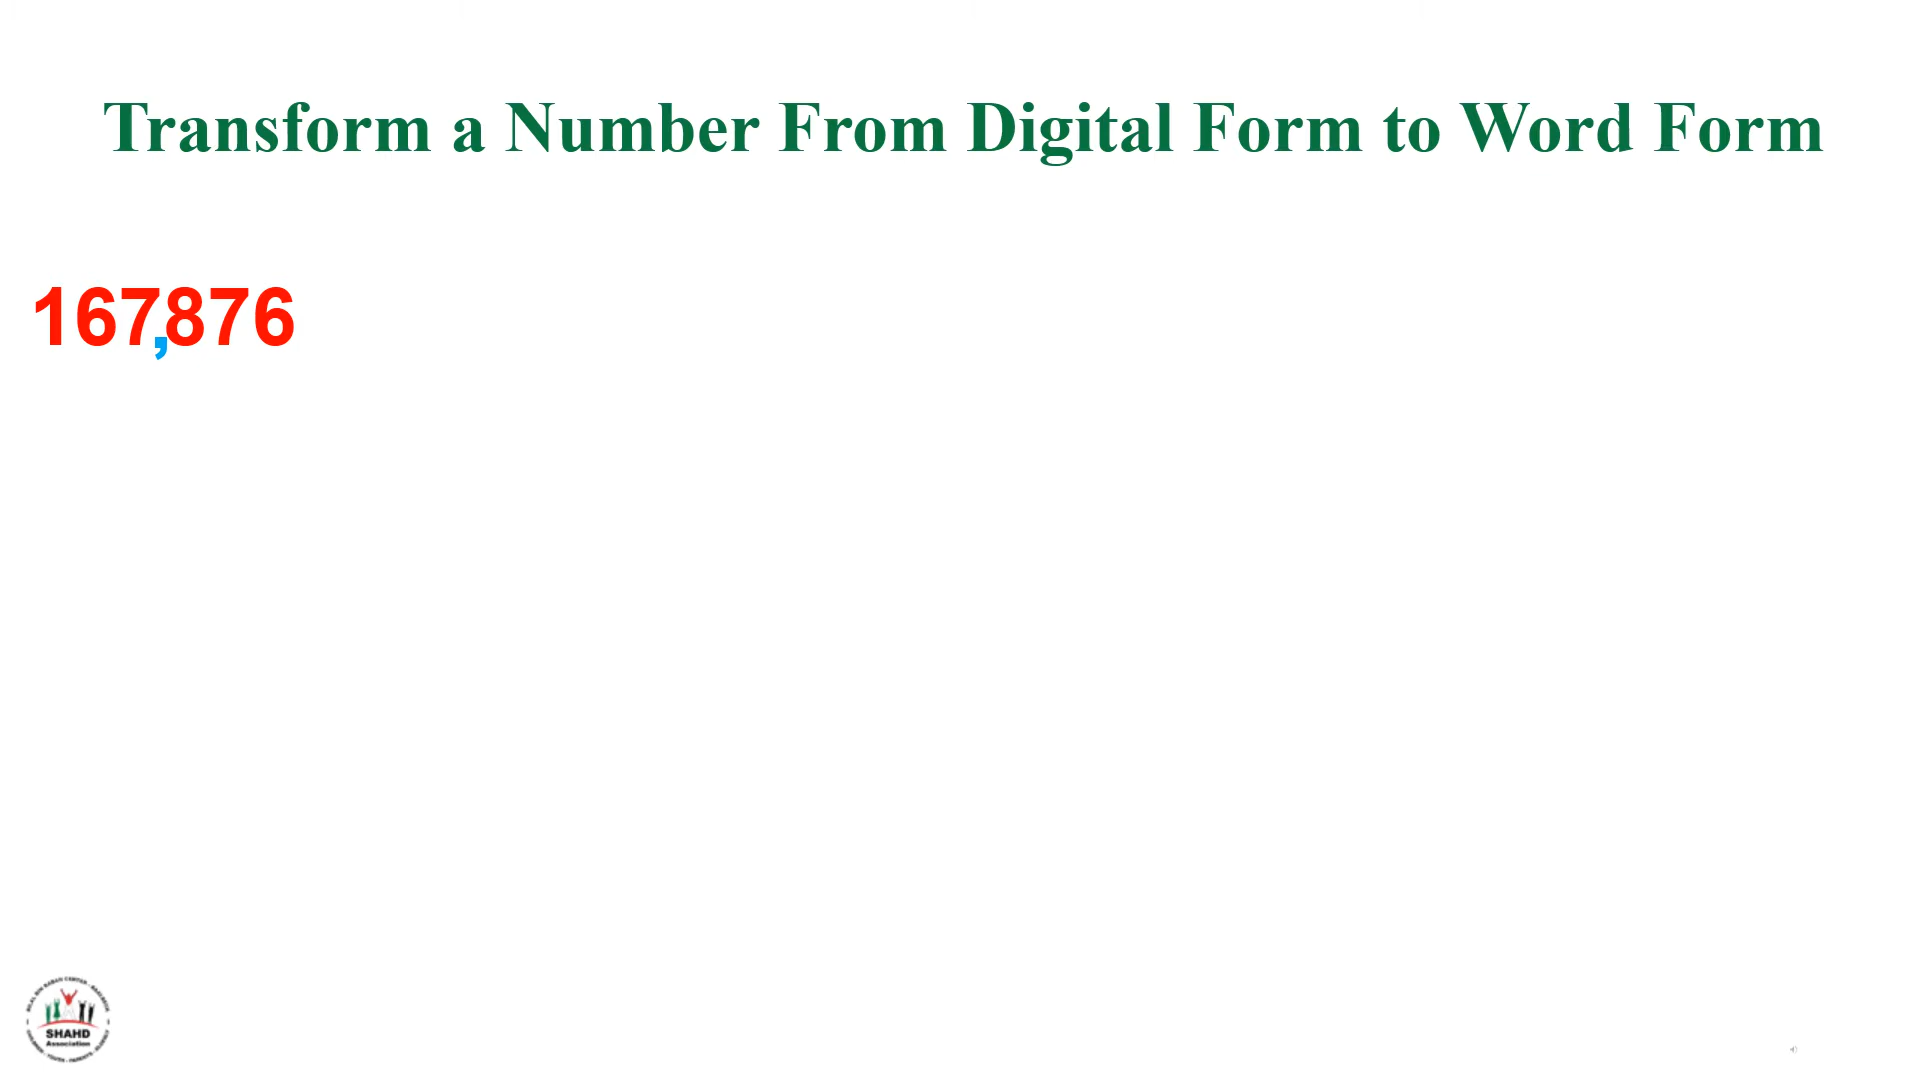 Transform a Number From Digital Form to Word Form
167,876
SHAHD
Association